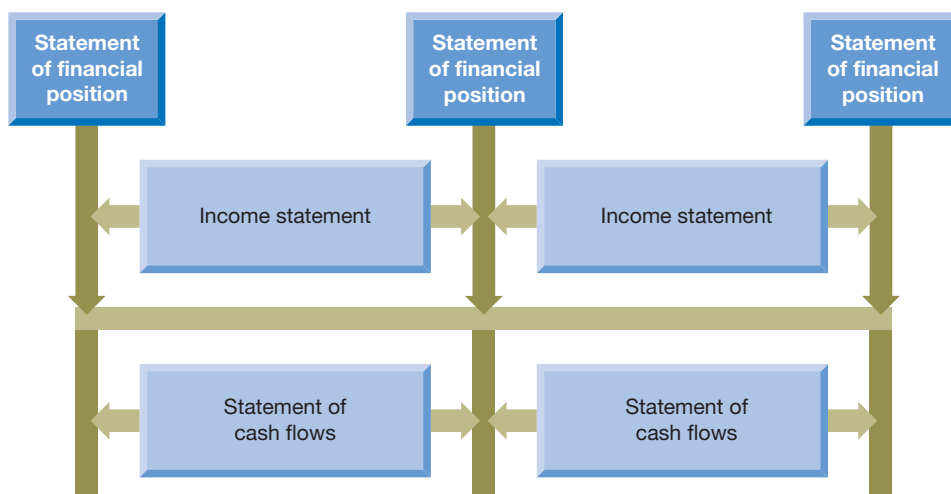 Statement
of financial
position
Statement
of financial
position
Statement
of financial
position
Income statement
Income statement
Statement of
cash flows
Statement of
cash flows